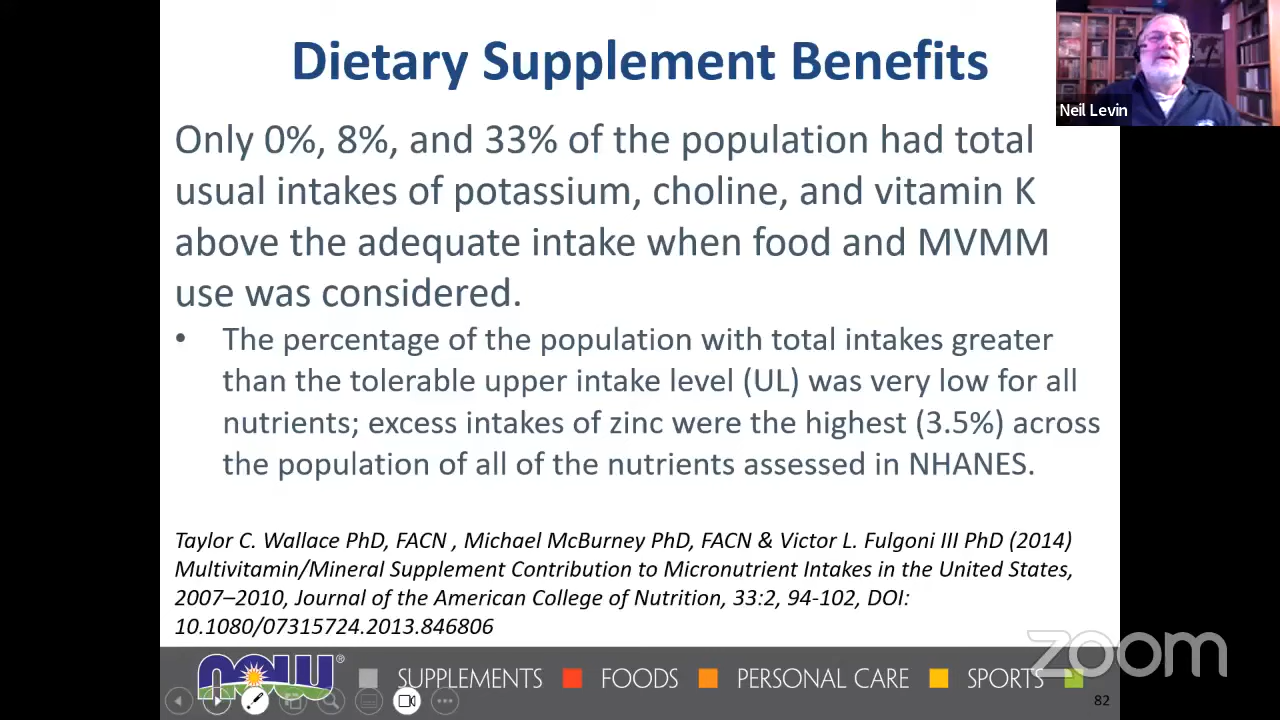 Dietary Supplement Benefits
Neil Levin
Only 0%, 8%, and 33% of the population had total
usual intakes of potassium, choline, and vitamin K
above the adequate intake when food and MVMM
use was considered.
• The percentage of the population with total intakes greater
than the tolerable upper intake level (UL) was very low for all
nutrients; excess intakes of zinc were the highest (3.5%) across
the population of all of the nutrients assessed in NHANES.
Taylor C. Wallace PhD, FACN , Michael McBurney PhD, FACN & Victor L. Fulgoni III PhD (2014)
Multivitamin/Mineral Supplement Contribution to Micronutrient Intakes in the United States,
2007–2010, Journal of the American College of Nutrition, 33:2, 94-102, DOI:
10.1080/07315724.2013.846806
NOW® SUPPLEMENTS FOODS PERSONAL CARE SPORTS
zoom
82